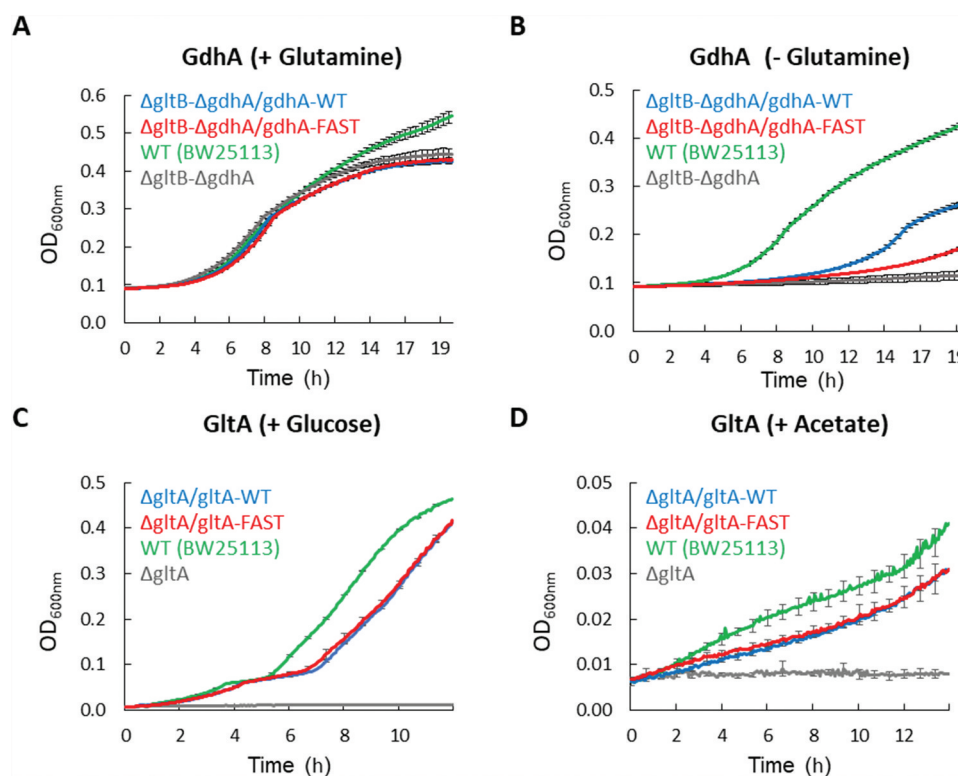 A
GdhA (+ Glutamine)
ΔgltB-ΔgdhA/gdhA-WT
ΔgltB-ΔgdhA/gdhA-FAST
WT (BW25113)
ΔgltB-ΔgdhA
OD600nm
0.6
0.5
0.4
0.3
0.2
0.1
0.0
0 2 4 6 8 10 12 14 17 19
Time (h)
B
GdhA (- Glutamine)
ΔgltB-ΔgdhA/gdhA-WT
ΔgltB-ΔgdhA/gdhA-FAST
WT (BW25113)
ΔgltB-ΔgdhA
OD600nm
0.5
0.4
0.3
0.2
0.1
0.0
0 2 4 6 8 10 12 14 17 19
Time (h)
C
GltA (+ Glucose)
ΔgltA/gltA-WT
ΔgltA/gltA-FAST
WT (BW25113)
ΔgltA
OD600nm
0.5
0.4
0.3
0.2
0.1
0.0
0 2 4 6 8 10
Time (h)
D
GltA (+ Acetate)
ΔgltA/gltA-WT
ΔgltA/gltA-FAST
WT (BW25113)
ΔgltA
OD600nm
0.05
0.04
0.03
0.02
0.01
0.00
0 2 4 6 8 10 12
Time (h)